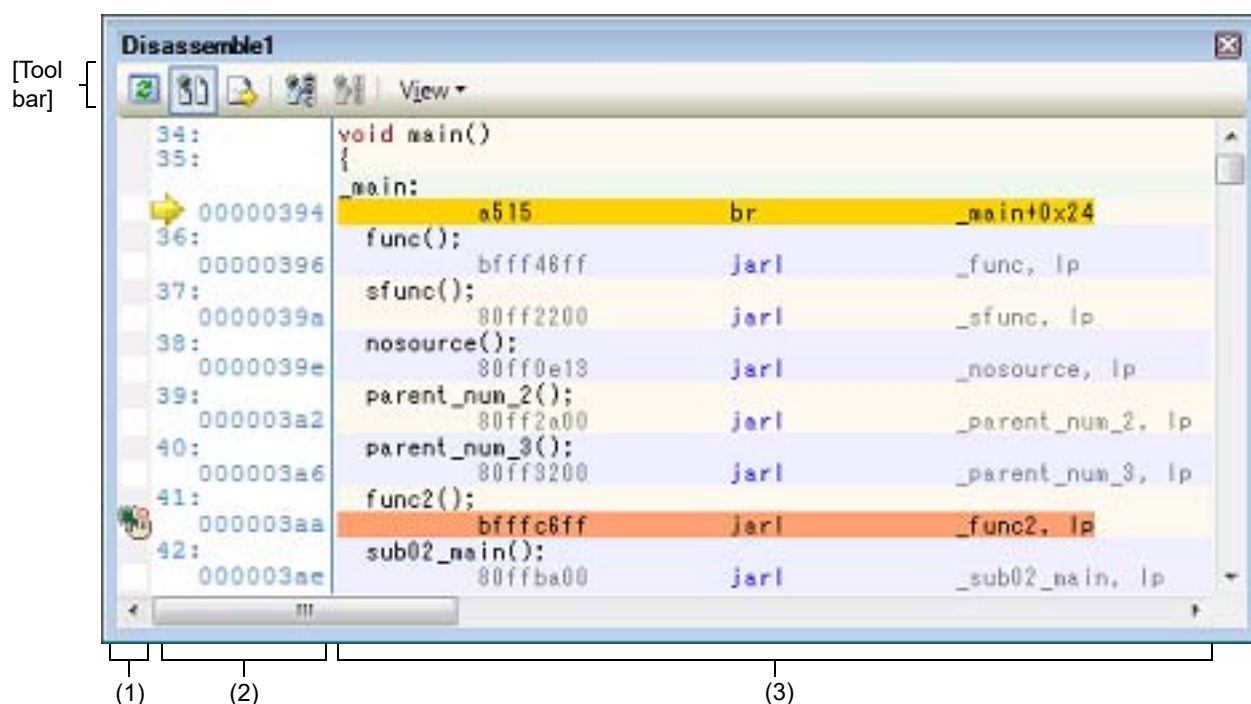 Disassemble1
[Tool
bar]
View
34: void main()
35: {
_main:
00000394 a515 br _main+0x24
36: func();
00000396 bfff46ff jarl _func, lp
37: sfunc();
0000039a 80ff2200 jarl _sfunc, lp
38: nosource();
0000039e 80ff0e13 jarl _nosource, lp
39: parent_num_2();
000003a2 80ff2a00 jarl _parent_num_2, lp
40: parent_num_3();
000003a6 80ff3200 jarl _parent_num_3, lp
41: func2();
000003aa bfffc6ff jarl _func2, lp
42: sub02_main();
000003ae 80ffba00 jarl _sub02_main, lp
(1) (2) (3)